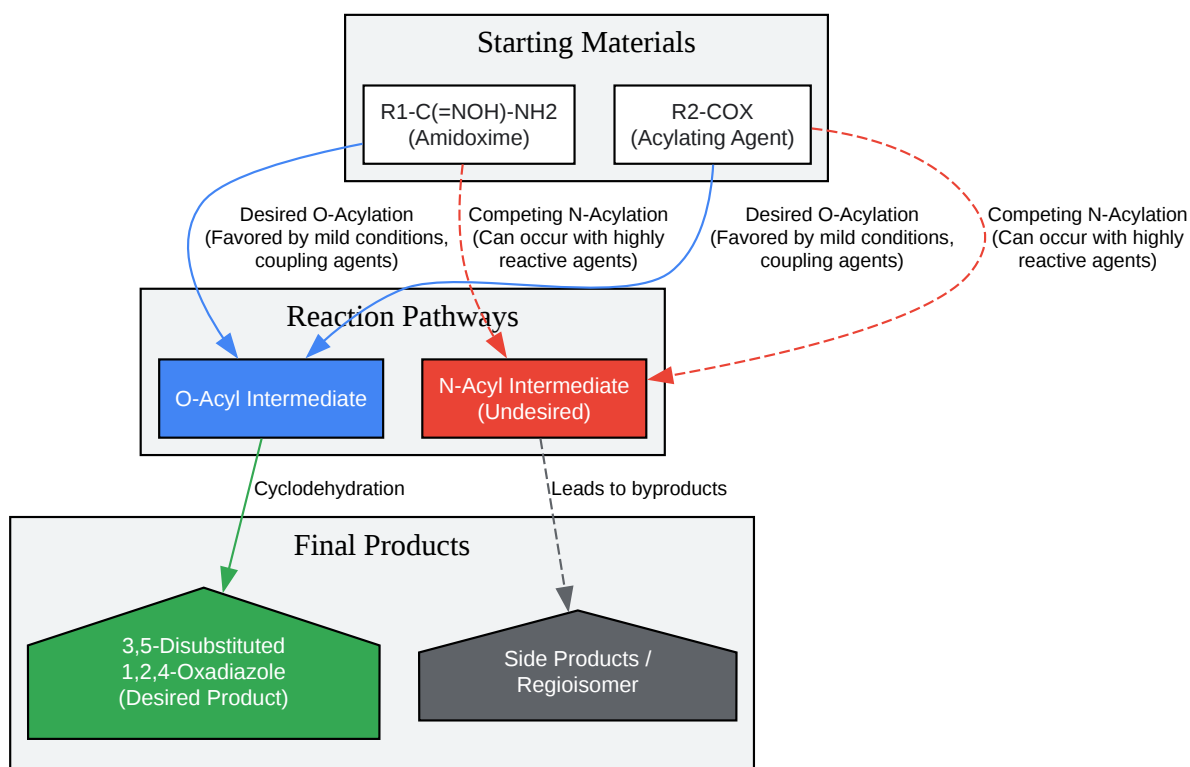 Starting Materials
R1-C(=NOH)-NH2
(Amidoxime)
R2-COX
(Acylating Agent)
Desired O-Acylation
(Favored by mild conditions,
coupling agents)
Competing N-Acylation
(Can occur with highly
reactive agents)
Desired O-Acylation
(Favored by mild conditions,
coupling agents)
Competing N-Acylation
(Can occur with highly
reactive agents)
Reaction Pathways
O-Acyl Intermediate
N-Acyl Intermediate
(Undesired)
Cyclodehydration
Leads to byproducts
Final Products
3,5-Disubstituted
1,2,4-Oxadiazole
(Desired Product)
Side Products /
Regioisomer